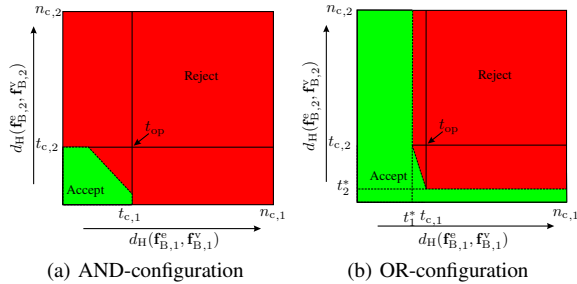 n_{c,2}
Reject
t_{op}
t_{c,2}
Accept
t_{c,1}
n_{c,1}
d_H(f^e_{B,2}, f^v_{B,2})
d_H(f^e_{B,1}, f^v_{B,1})
(a) AND-configuration
n_{c,2}
Reject
t_{op}
t_{c,2}
Accept
t^*_2
t^*_1 t_{c,1}
n_{c,1}
d_H(f^e_{B,2}, f^v_{B,2})
d_H(f^e_{B,1}, f^v_{B,1})
(b) OR-configuration